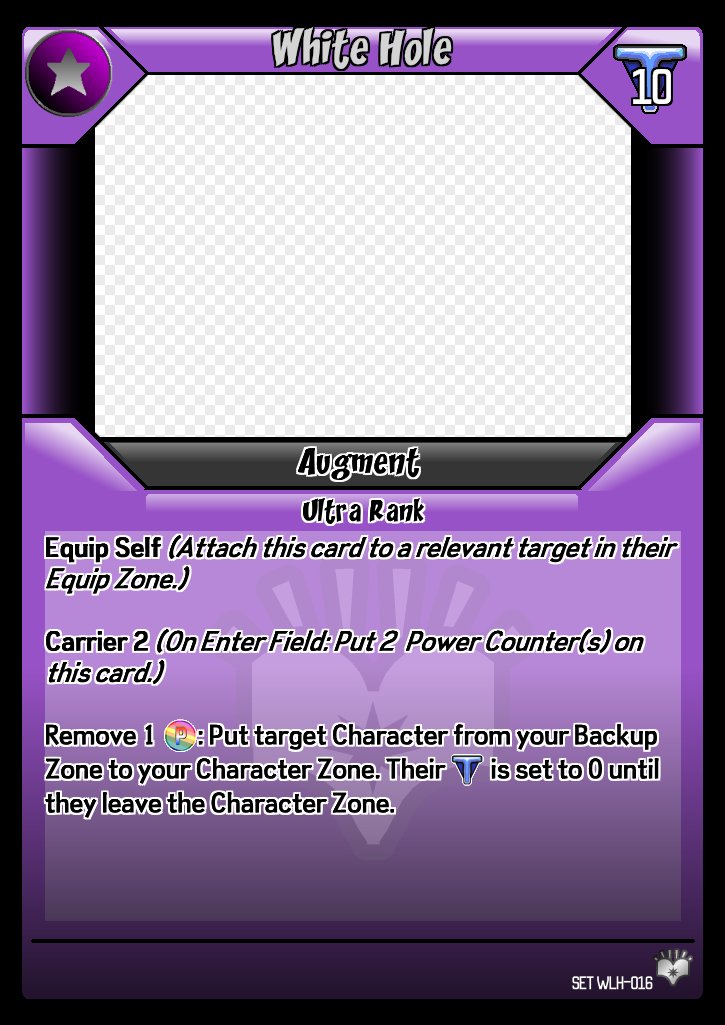 White Hole
10
Augment
Ultra Rank
Equip Self (Attach this card to a relevant target in their
Equip Zone.)
Carrier 2 (On Enter Field: Put 2 Power Counter(s) on
this card.)
Remove 1 P: Put target Character from your Backup
Zone to your Character Zone. Their T is set to 0 until
they leave the Character Zone.
SET WLH-016